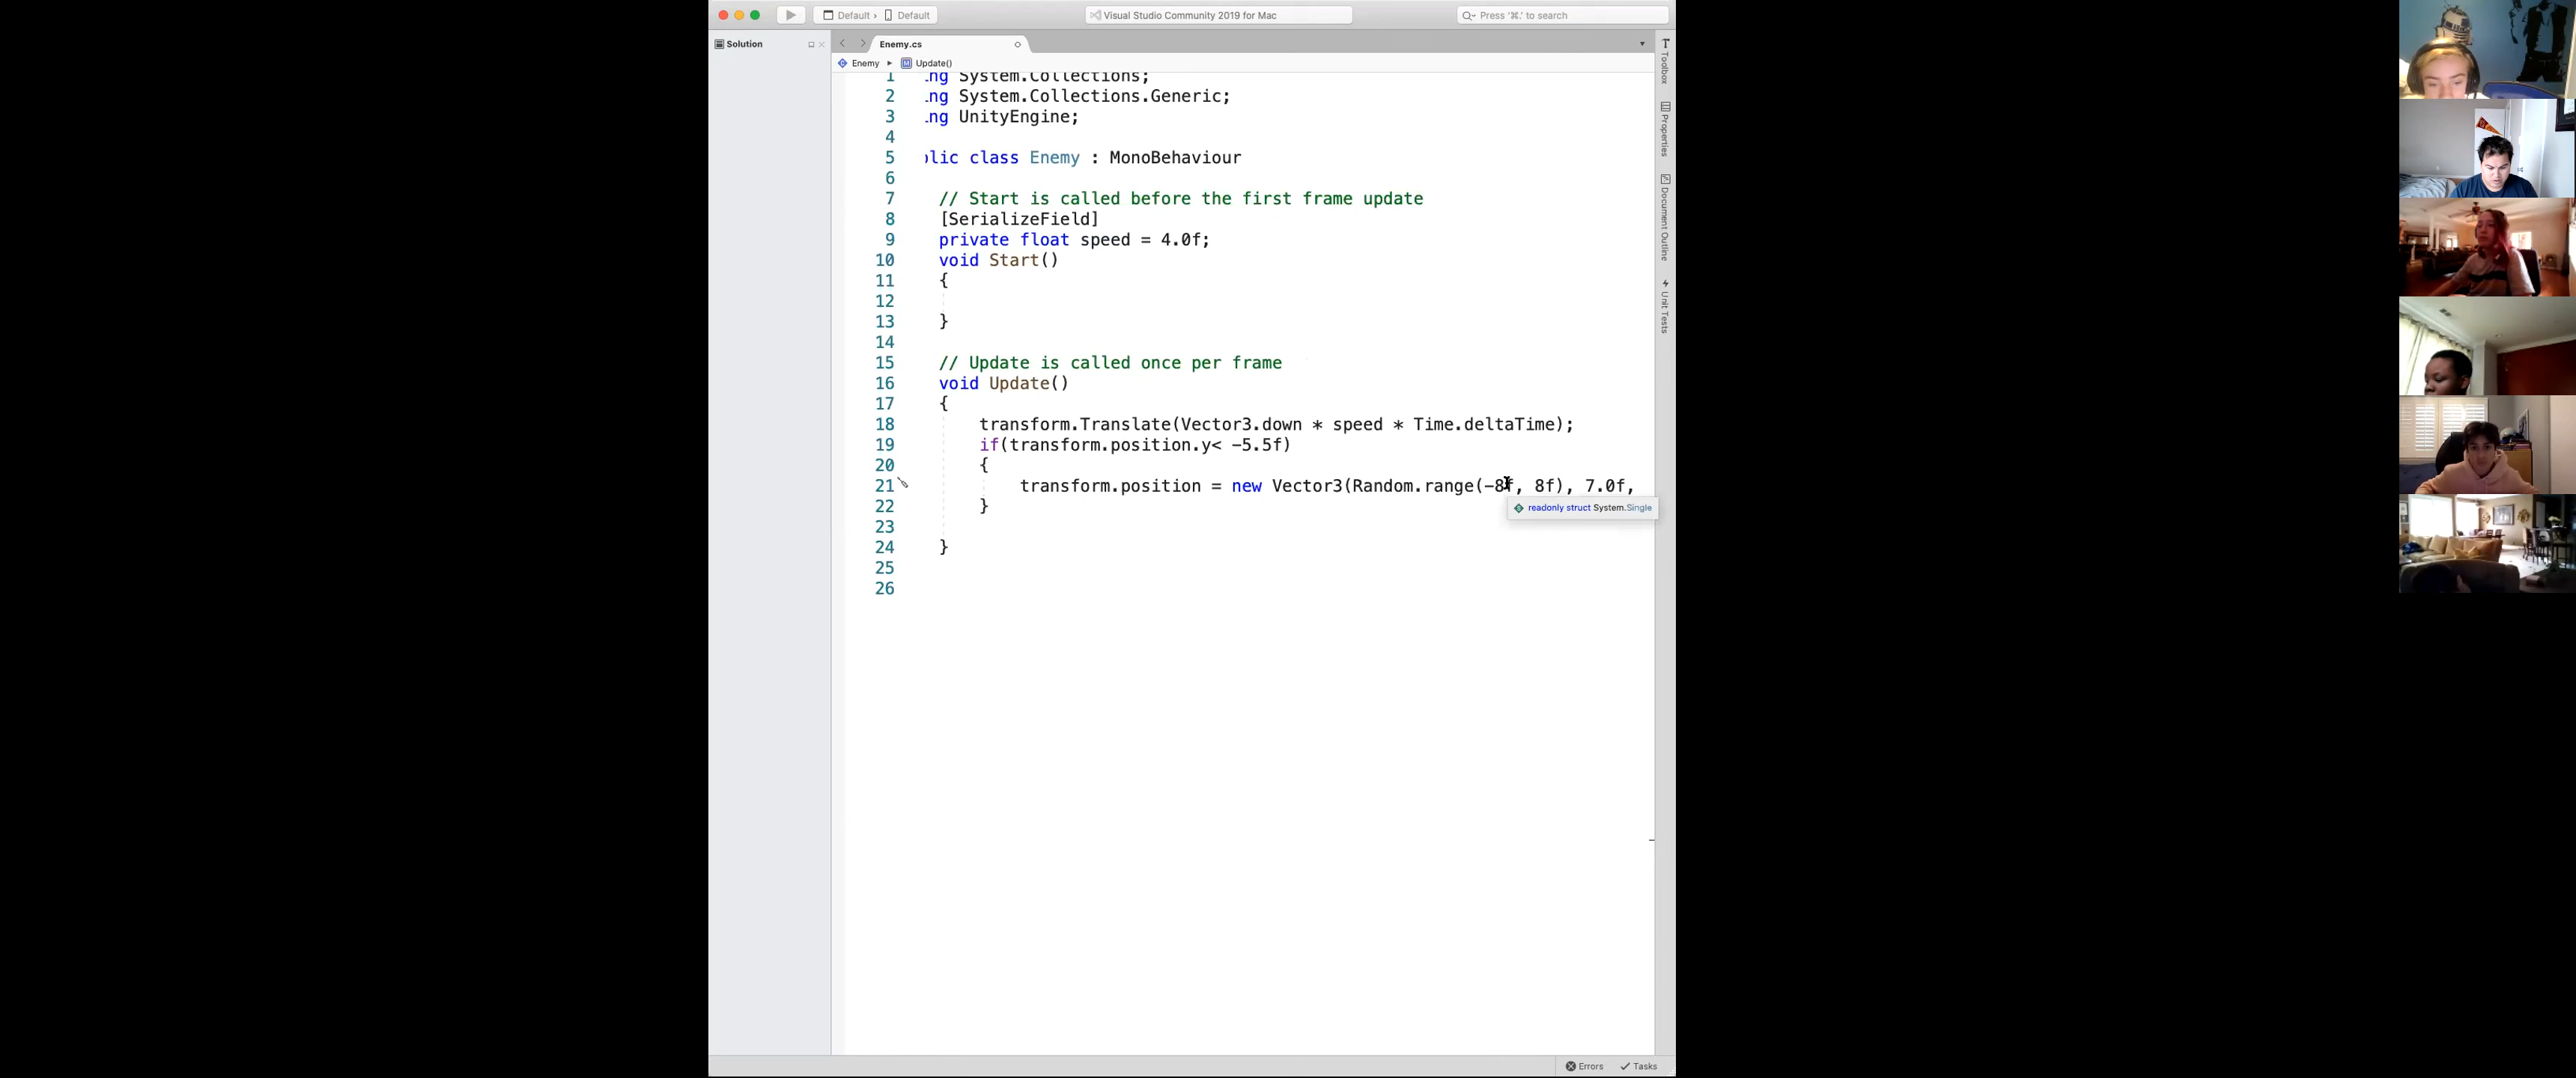 Default › Default
Visual Studio Community 2019 for Mac
Press '⌘.' to search
Solution
Enemy.cs
Enemy ▸ Update()
1 ing System.Collections;
2 ing System.Collections.Generic;
3 ing UnityEngine;
4
5 blic class Enemy : MonoBehaviour
6
7 // Start is called before the first frame update
8 [SerializeField]
9 private float speed = 4.0f;
10 void Start()
11 {
12
13 }
14
15 // Update is called once per frame
16 void Update()
17 {
18 transform.Translate(Vector3.down * speed * Time.deltaTime);
19 if(transform.position.y< -5.5f)
20 {
21 transform.position = new Vector3(Random.range(-8f, 8f), 7.0f,
22 }
readonly struct System.Single
23
24 }
25
26
Toolbox
Properties
Document Outline
Unit Tests
Errors Tasks